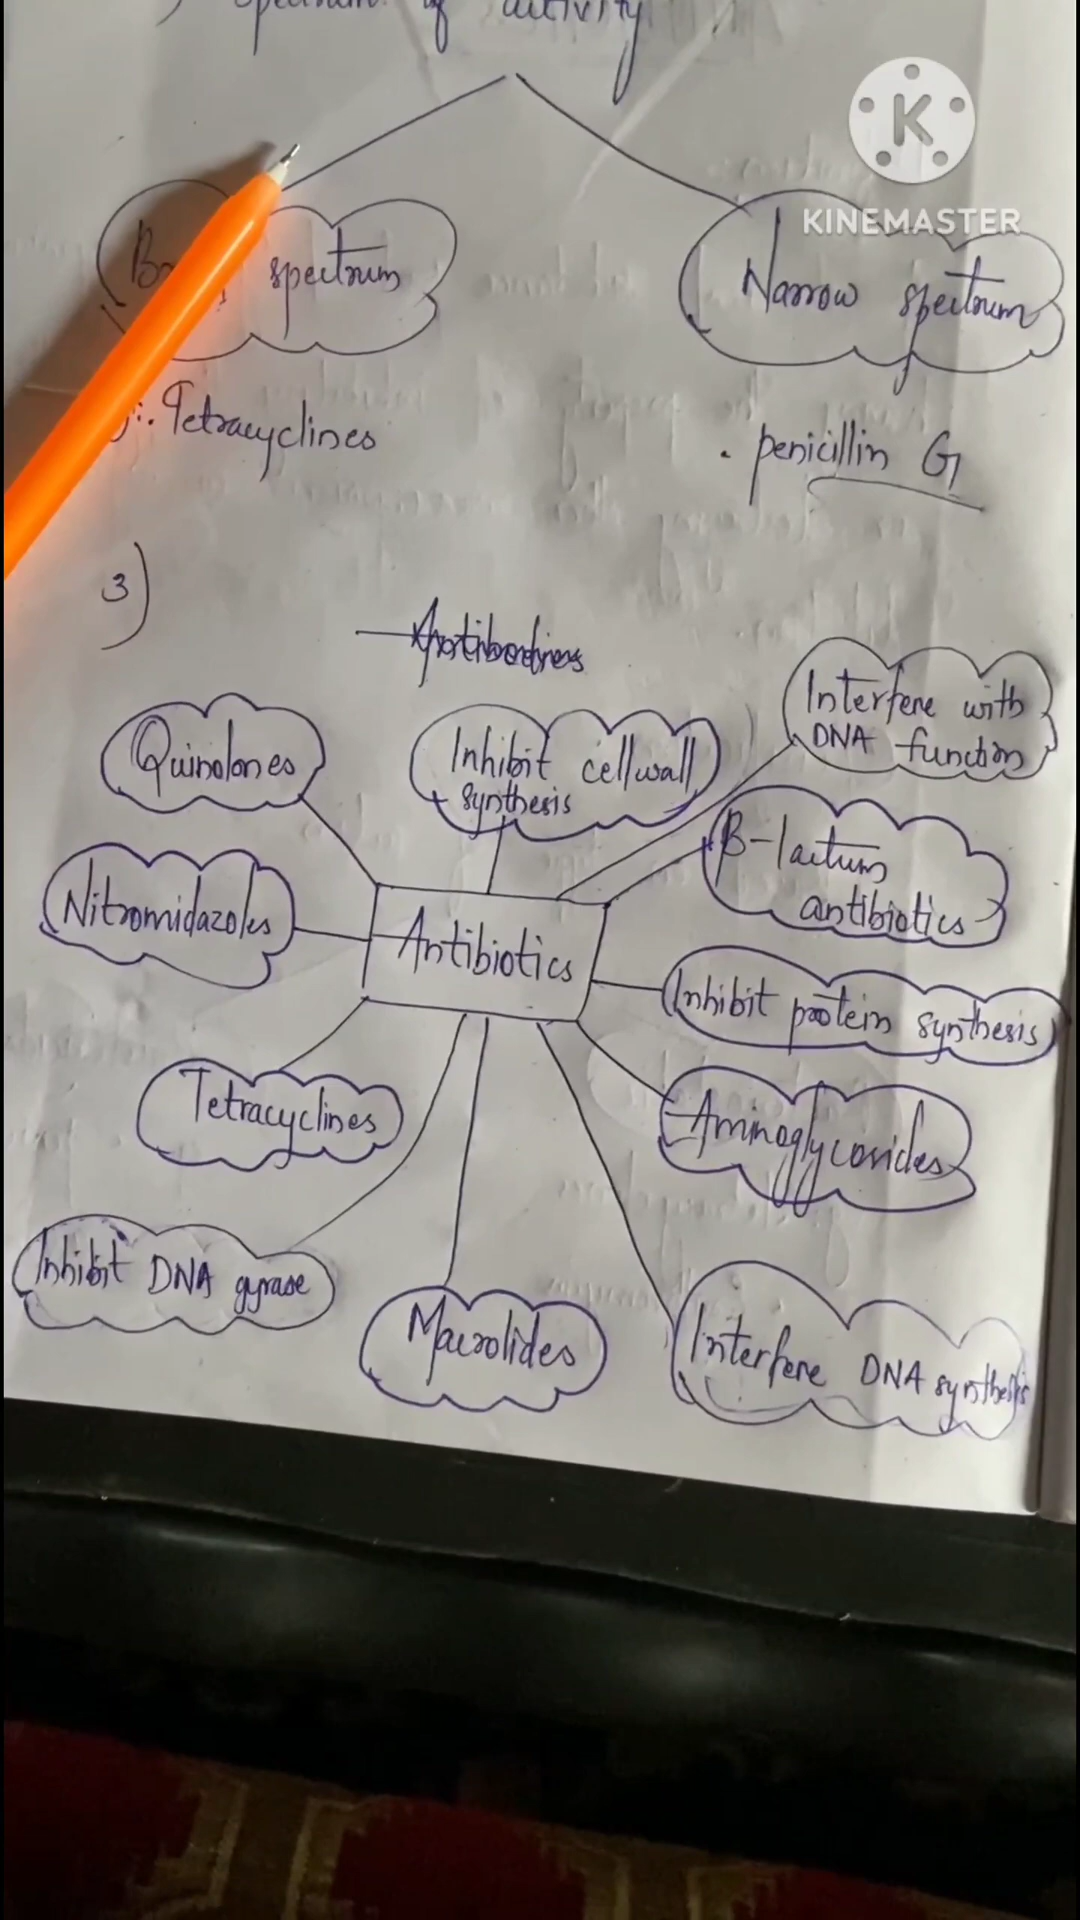 spectrum of activity
K
KINEMASTER
spectrum
Narrow spectrum
Tetracyclines
. penicillin G
3)
Interfere with
DNA function
Quinolones
Inhibit cellwall
synthesis
β-lactum
antibiotics
Nitromidazoles
Antibiotics
Inhibit protein synthesis
Tetracyclines
Aminoglycosides
Inhibit DNA gyrase
Macrolides
Interfere DNA synthesis